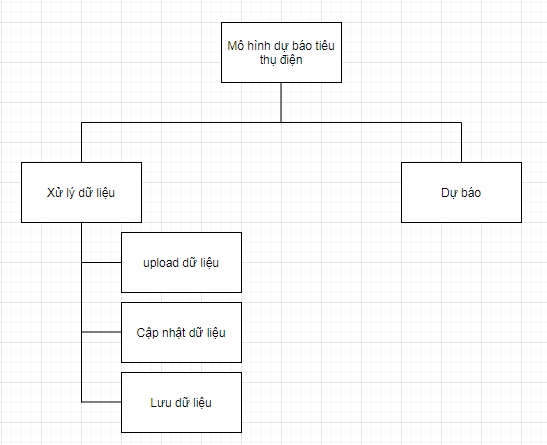 Mô hình dự báo tiêu
thụ điện
Xử lý dữ liệu
Dự báo
upload dữ liệu
Cập nhật dữ liệu
Lưu dữ liệu